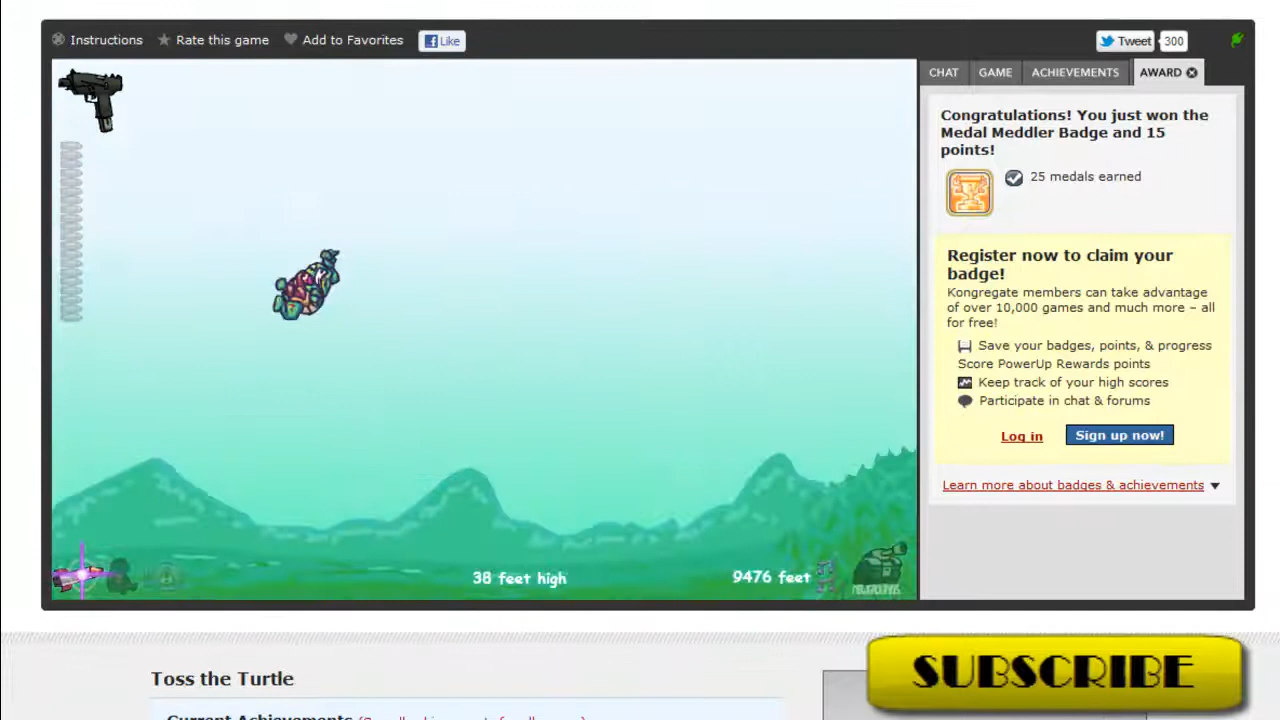 Instructions Rate this game Add to Favorites Like Tweet 300
CHAT GAME ACHIEVEMENTS AWARD
Congratulations! You just won the
Medal Meddler Badge and 15
points!
25 medals earned
Register now to claim your
badge!
Kongregate members can take advantage
of over 10,000 games and much more – all
for free!
Save your badges, points, & progress
Score PowerUp Rewards points
Keep track of your high scores
Participate in chat & forums
Log in Sign up now!
Learn more about badges & achievements
38 feet high 9476 feet
Toss the Turtle
SUBSCRIBE
Current Achievements